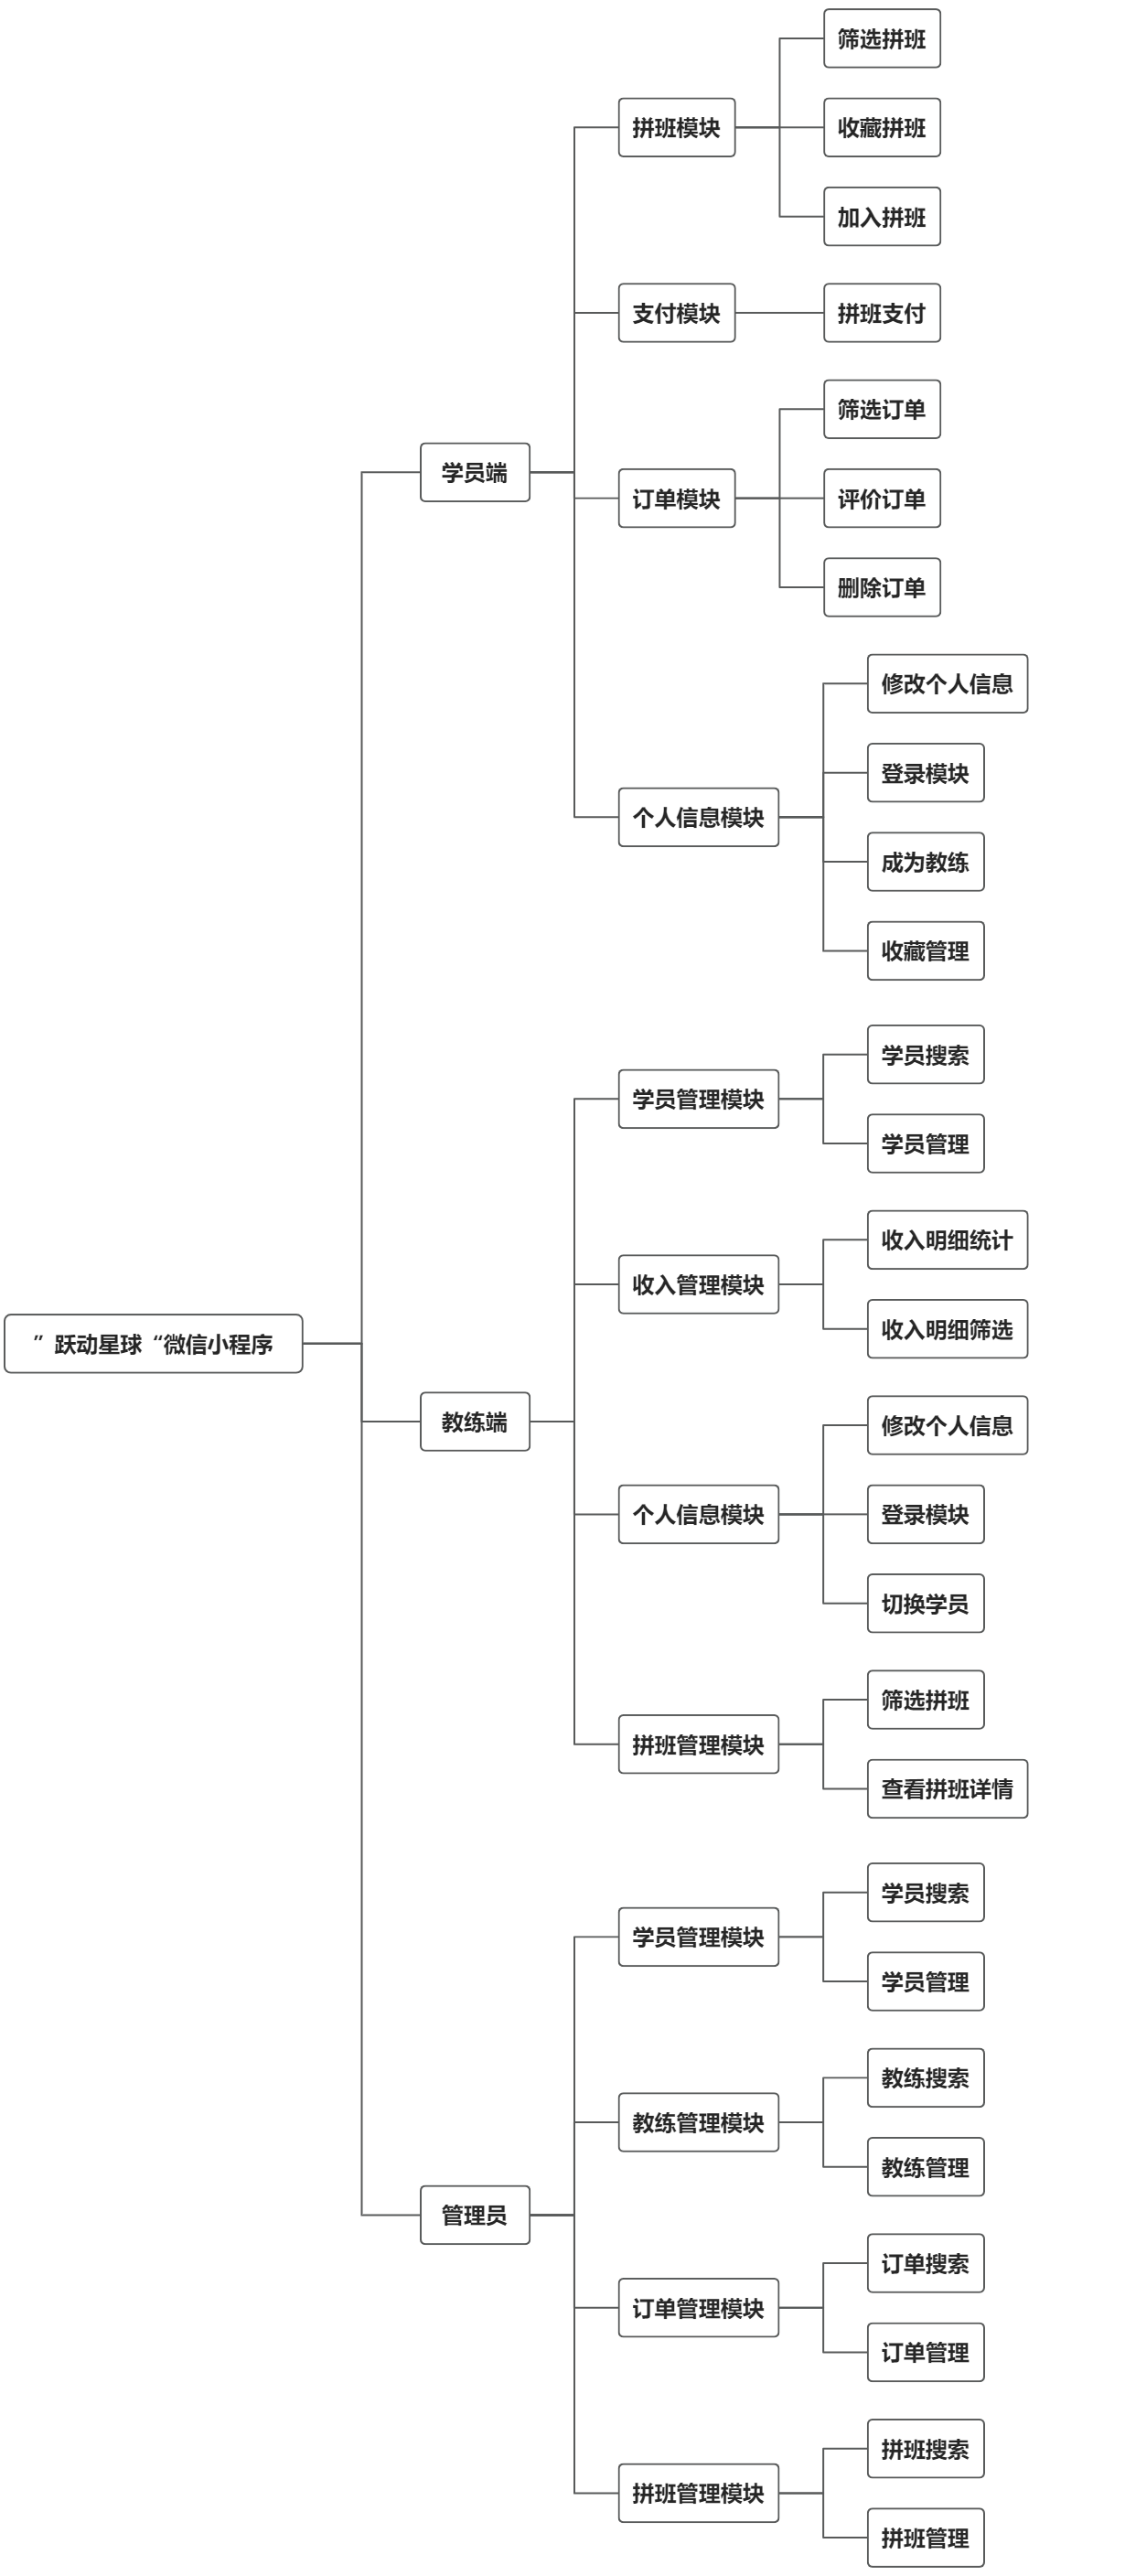 筛选拼班
拼班模块
收藏拼班
加入拼班
支付模块
拼班支付
筛选订单
学员端
订单模块
评价订单
删除订单
修改个人信息
登录模块
个人信息模块
成为教练
收藏管理
学员搜索
学员管理模块
学员管理
收入明细统计
收入管理模块
收入明细筛选
”跃动星球“微信小程序
教练端
修改个人信息
个人信息模块
登录模块
切换学员
筛选拼班
拼班管理模块
查看拼班详情
学员搜索
学员管理模块
学员管理
教练搜索
教练管理模块
教练管理
管理员
订单搜索
订单管理模块
订单管理
拼班搜索
拼班管理模块
拼班管理